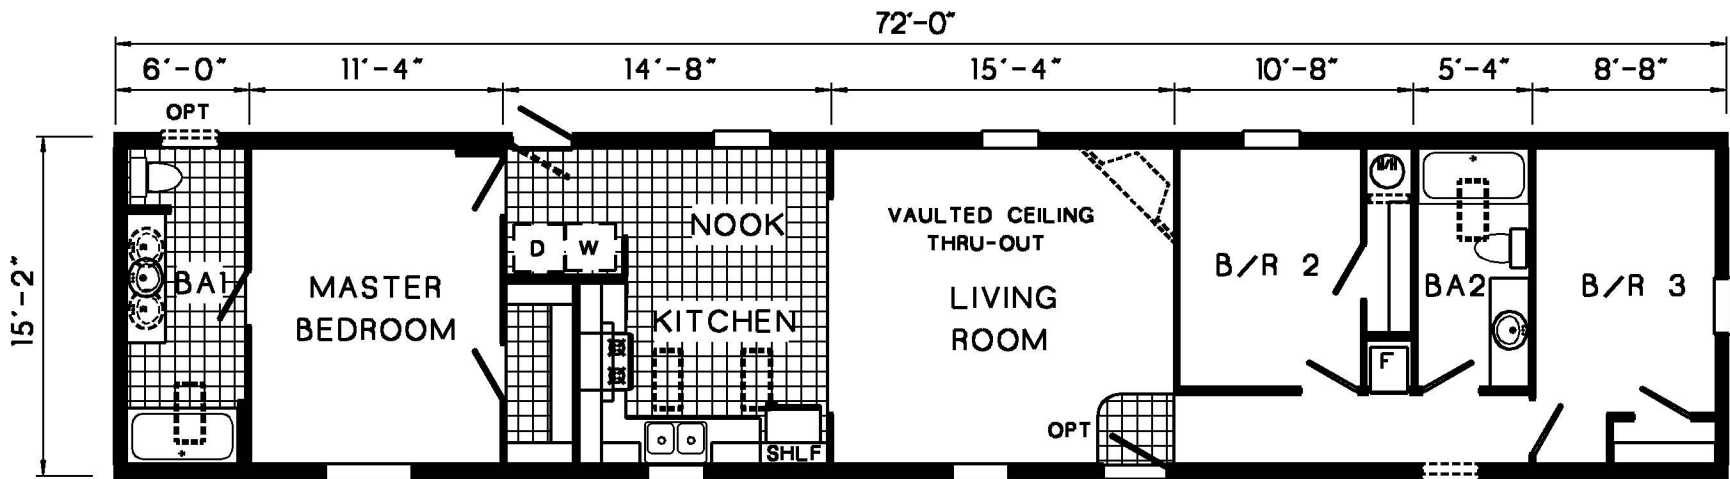 72'-0"
6'-0" 11'-4" 14'-8" 15'-4" 10'-8" 5'-4" 8'-8"
OPT
15'-2"
BA1
MASTER
BEDROOM
D W
NOOK
KITCHEN
SHLF
VAULTED CEILING
THRU-OUT
LIVING
ROOM
OPT
B/R 2
F
BA2
B/R 3